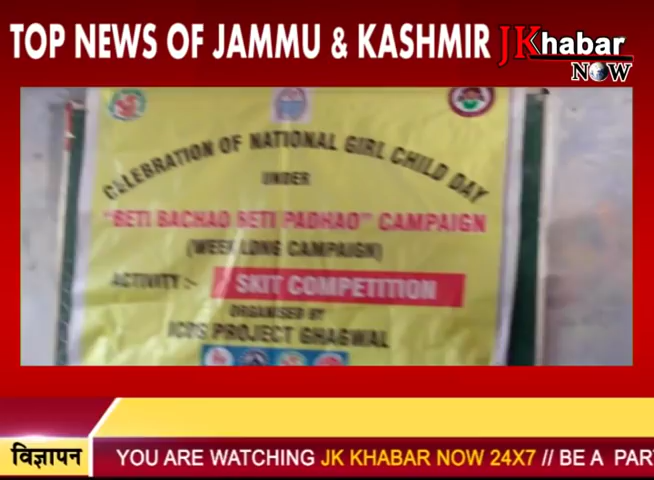 TOP NEWS OF JAMMU & KASHMIR
JKhabar
NOW
CELEBRATION OF NATIONAL GIRL CHILD DAY
UNDER
"BETI BACHAO BETI PADHAO" CAMPAIGN
(WEEK LONG CAMPAIGN)
ACTIVITY :- SKIT COMPETITION
ORGANISED BY
ICDS PROJECT GHAGWAL
विज्ञापन
YOU ARE WATCHING JK KHABAR NOW 24X7 // BE A PAR